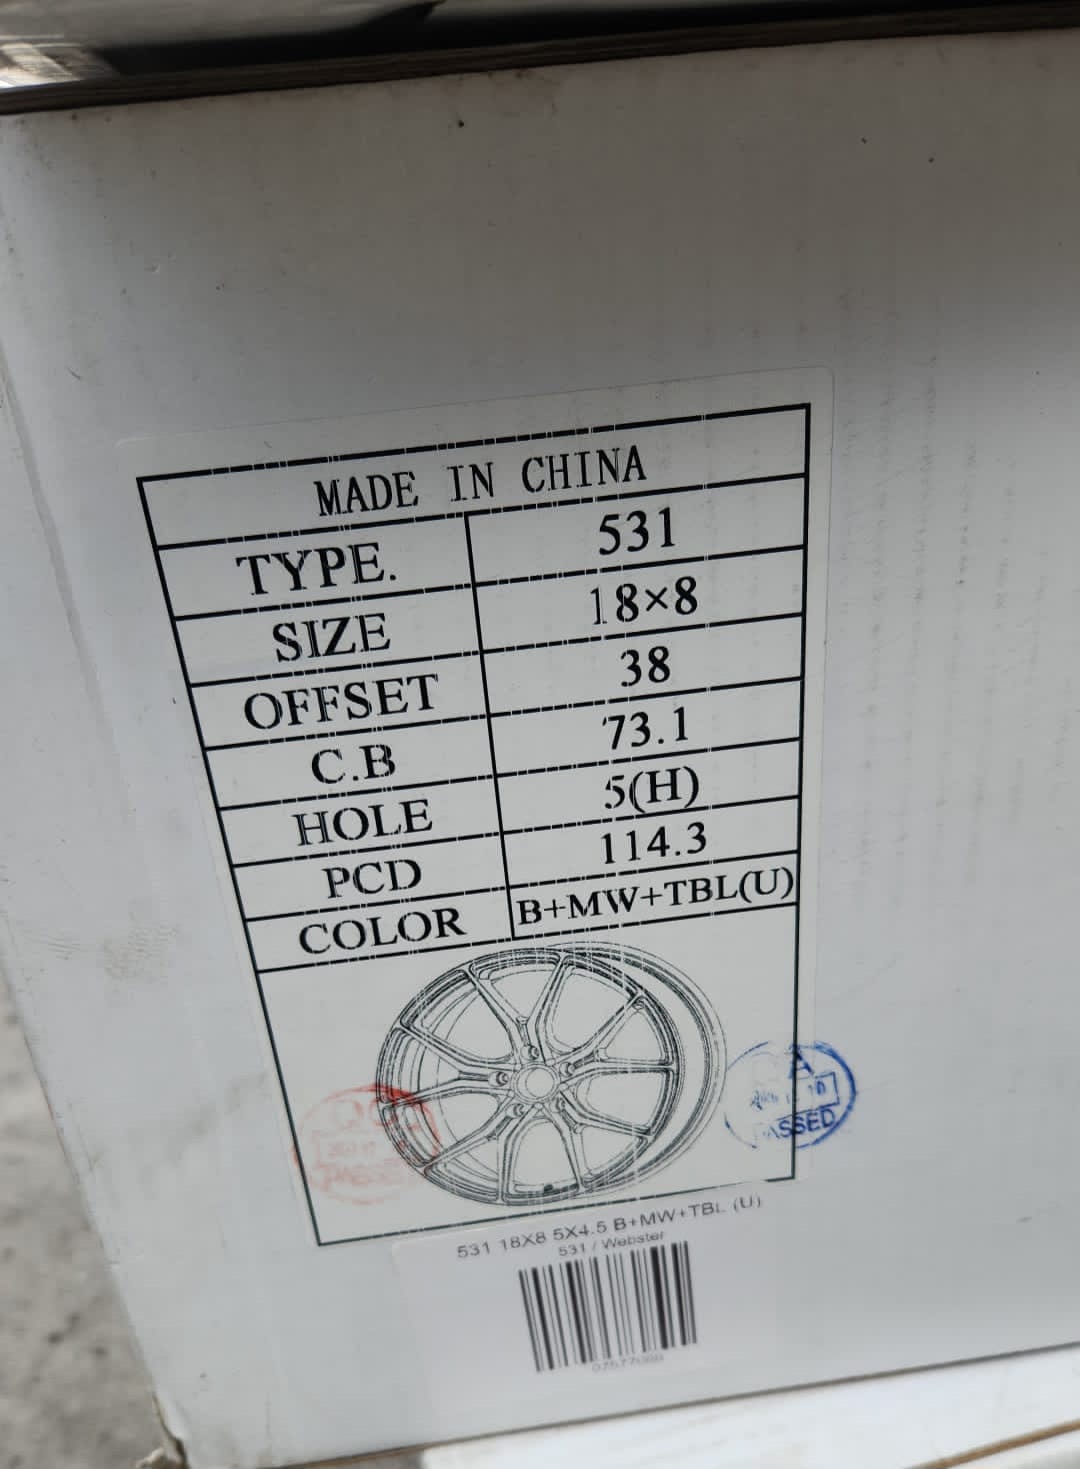 MADE IN CHINA
TYPE. 531
SIZE 18×8
OFFSET 38
C.B 73.1
HOLE 5(H)
PCD 114.3
COLOR B+MW+TBL(U)
QC
PASSED
531 18X8 5X4.5 B+MW+TBL (U)
531 / Webster